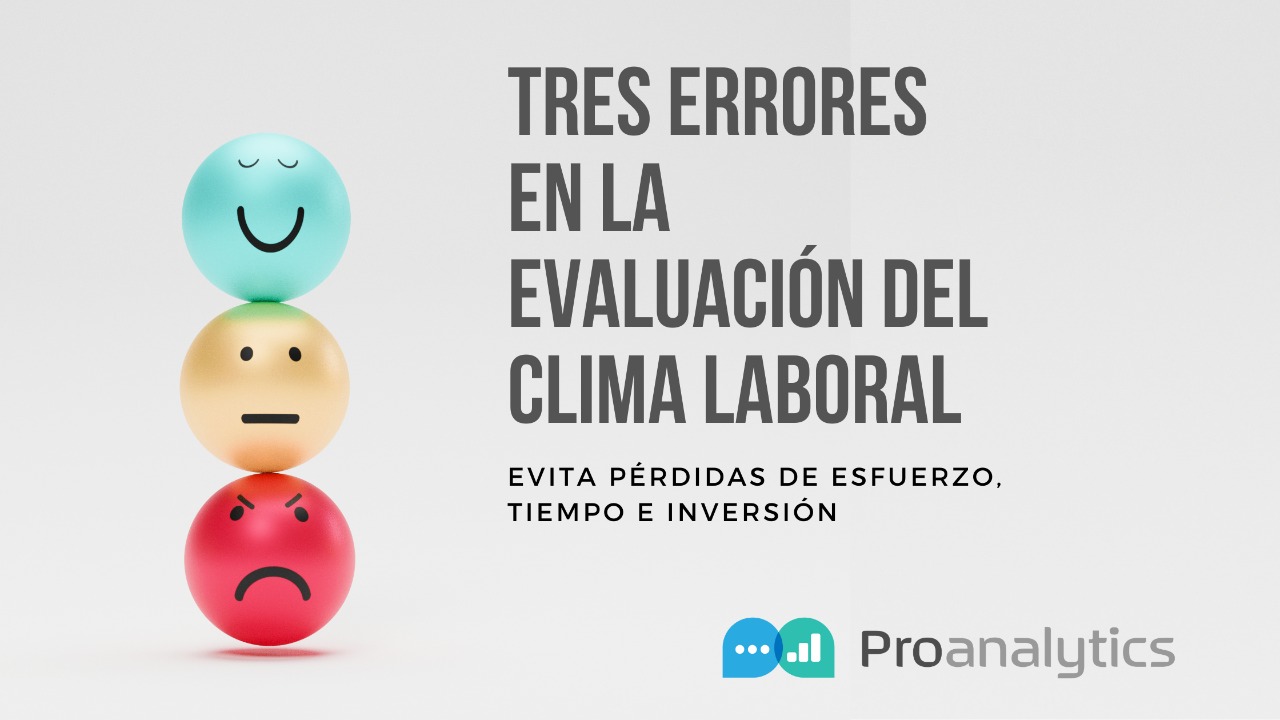 TRES ERRORES
EN LA
EVALUACIÓN DEL
CLIMA LABORAL
EVITA PÉRDIDAS DE ESFUERZO,
TIEMPO E INVERSIÓN
Proanalytics